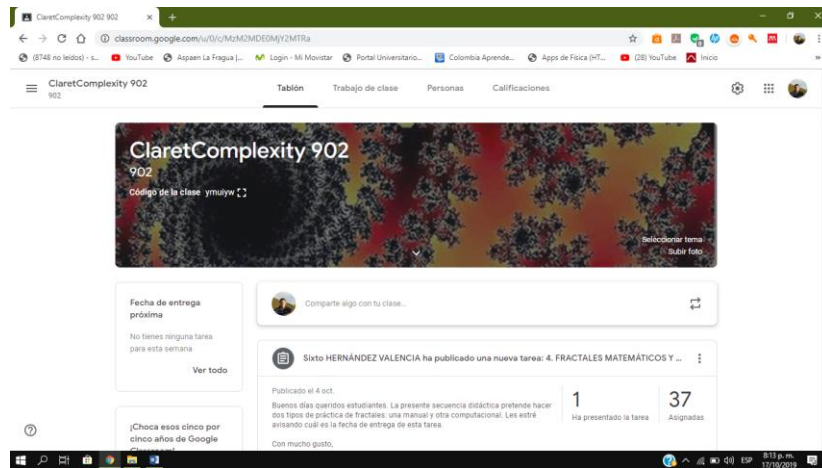 ClaretComplexity 902 902
classroom.google.com/u/0/c/MzM2MDE0MjY2MTRa
(8748 no leídos) - s...
YouTube
Aspaen La Fragua |...
Login - Mi Movistar
Portal Universitario...
Colombia Aprende...
Apps de Física (HT...
(28) YouTube
Inicio
ClaretComplexity 902
902
Tablón
Trabajo de clase
Personas
Calificaciones
ClaretComplexity 902
902
Código de la clase ymuiyw
Seleccionar tema
Subir foto
Fecha de entrega
próxima
No tienes ninguna tarea
para esta semana
Ver todo
Comparte algo con tu clase...
Sixto HERNÁNDEZ VALENCIA ha publicado una nueva tarea: 4. FRACTALES MATEMÁTICOS Y ...
Publicado el 4 oct.
Buenos días queridos estudiantes. La presente secuencia didáctica pretende hacer
dos tipos de práctica de fractales: una manual y otra computacional. Les estré
avisando cuál es la fecha de entrega de esta tarea.
Con mucho gusto,
1
Ha presentado la tarea
37
Asignadas
¡Choca esos cinco por
cinco años de Google
ESP
8:13 p. m.
17/10/2019